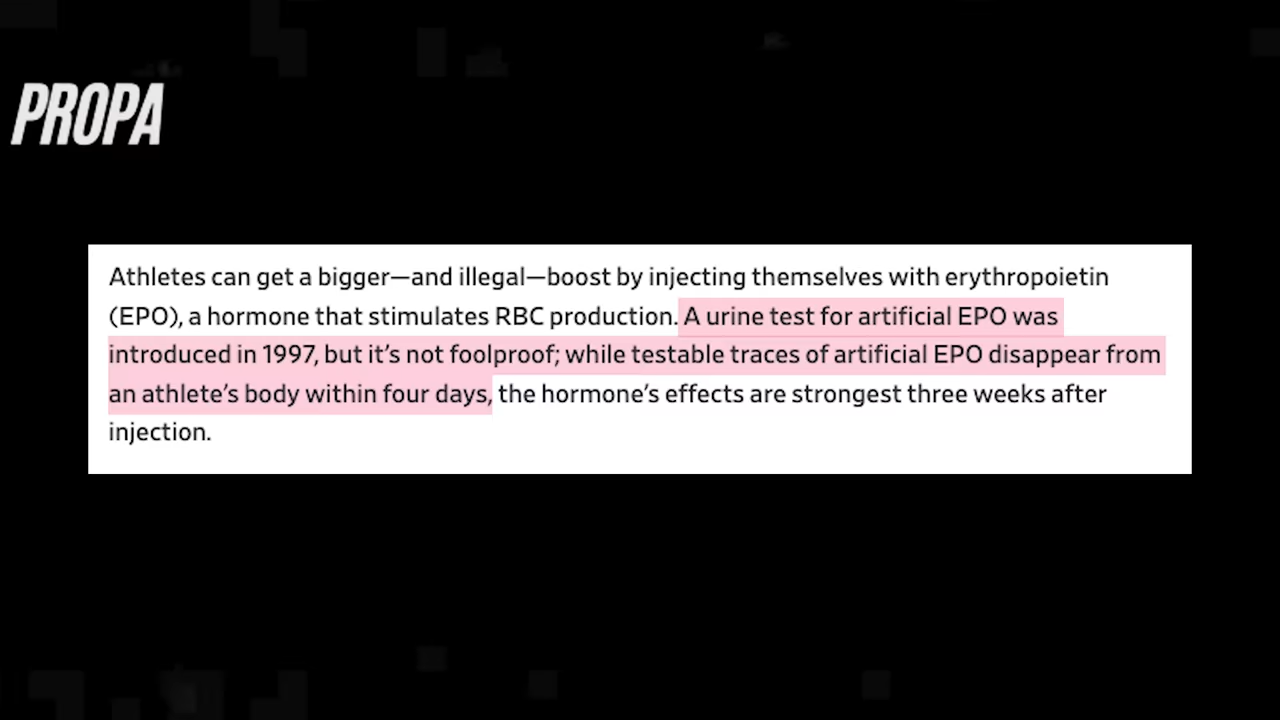 PROPA
Athletes can get a bigger—and illegal—boost by injecting themselves with erythropoietin
(EPO), a hormone that stimulates RBC production. A urine test for artificial EPO was
introduced in 1997, but it’s not foolproof; while testable traces of artificial EPO disappear from
an athlete’s body within four days, the hormone’s effects are strongest three weeks after
injection.